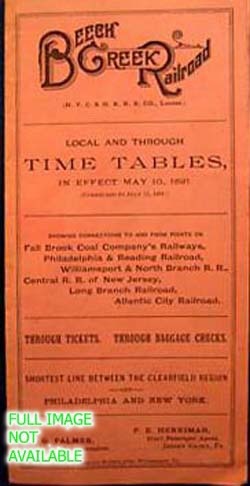 BEECH CREEK Railroad
(N. Y. C. & H. R. R. R. CO., Lessee.)
LOCAL AND THROUGH
TIME TABLES,
IN EFFECT MAY 10, 1891
SHOWING CONNECTIONS TO AND FROM POINTS ON
Fall Brook Coal Company's Railways,
Philadelphia & Reading Railroad,
Williamsport & North Branch R. R.,
Central R. R. of New Jersey,
Long Branch Railroad,
Atlantic City Railroad.
THROUGH TICKETS. THROUGH BAGGAGE CHECKS.
SHORTEST LINE BETWEEN THE CLEARFIELD REGION
PHILADELPHIA AND NEW YORK.
FULL IMAGE
NOT
AVAILABLE
PALMER,
F. E. HERRIMAN,